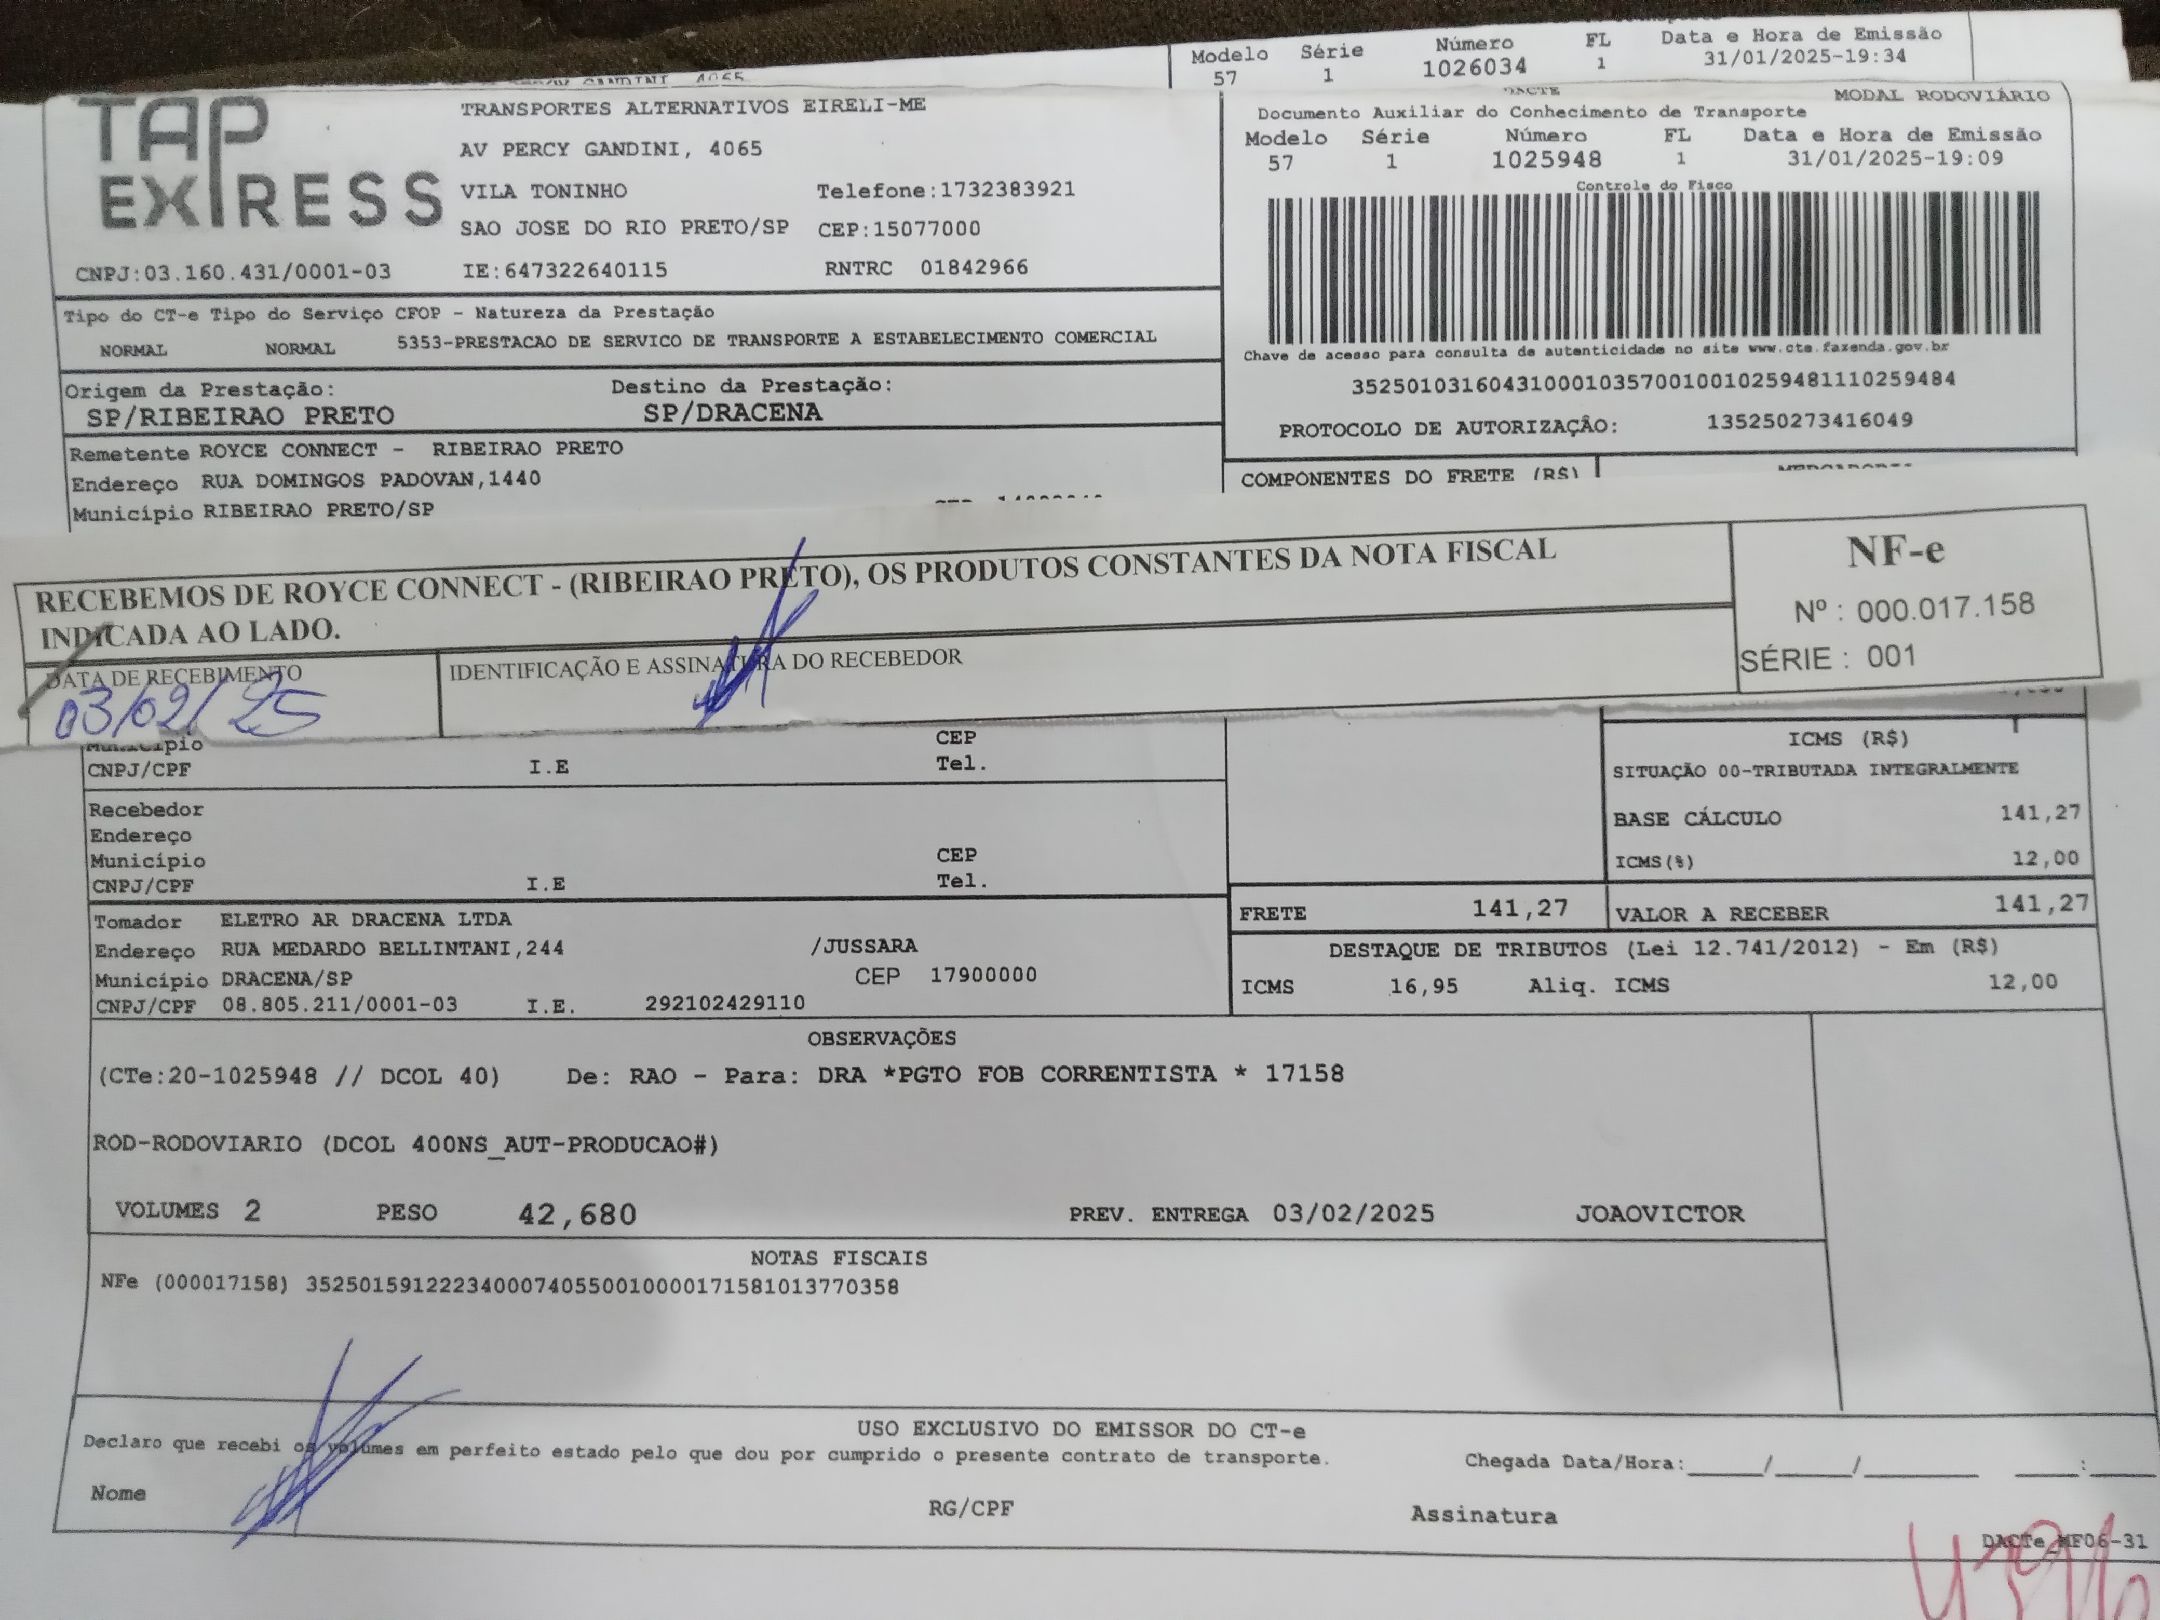 Modelo Série Número FL Data e Hora de Emissão
57 1 1026034 1 31/01/2025-19:34
TAP EXPRESS
TRANSPORTES ALTERNATIVOS EIRELI-ME
AV PERCY GANDINI, 4065
VILA TONINHO Telefone:1732383921
SAO JOSE DO RIO PRETO/SP CEP:15077000
CNPJ:03.160.431/0001-03 IE:647322640115 RNTRC 01842966
DACTE MODAL RODOVIÁRIO
Documento Auxiliar do Conhecimento de Transporte
Modelo Série Número FL Data e Hora de Emissão
57 1 1025948 1 31/01/2025-19:09
Controle do Fisco
Chave de acesso para consulta de autenticidade no site www.cte.fazenda.gov.br
35250103160431000103570010010259481110259484
PROTOCOLO DE AUTORIZAÇÃO: 135250273416049
Tipo do CT-e Tipo do Serviço CFOP - Natureza da Prestação
NORMAL NORMAL 5353-PRESTACAO DE SERVICO DE TRANSPORTE A ESTABELECIMENTO COMERCIAL
Origem da Prestação: Destino da Prestação:
SP/RIBEIRAO PRETO SP/DRACENA
Remetente ROYCE CONNECT - RIBEIRAO PRETO
Endereço RUA DOMINGOS PADOVAN,1440
Município RIBEIRAO PRETO/SP
COMPONENTES DO FRETE (R$)
RECEBEMOS DE ROYCE CONNECT - (RIBEIRAO PRETO), OS PRODUTOS CONSTANTES DA NOTA FISCAL
INDICADA AO LADO.
NF-e
Nº : 000.017.158
SÉRIE : 001
DATA DE RECEBIMENTO IDENTIFICAÇÃO E ASSINATURA DO RECEBEDOR
03/02/25
Município CEP
CNPJ/CPF I.E Tel.
Recebedor
Endereço
Município CEP
CNPJ/CPF I.E Tel.
ICMS (R$)
SITUAÇÃO 00-TRIBUTADA INTEGRALMENTE
BASE CÁLCULO 141,27
ICMS(%) 12,00
Tomador ELETRO AR DRACENA LTDA
Endereço RUA MEDARDO BELLINTANI,244 /JUSSARA
Município DRACENA/SP CEP 17900000
CNPJ/CPF 08.805.211/0001-03 I.E. 292102429110
FRETE 141,27 VALOR A RECEBER 141,27
DESTAQUE DE TRIBUTOS (Lei 12.741/2012) - Em (R$)
ICMS 16,95 Aliq. ICMS 12,00
OBSERVAÇÕES
(CTe:20-1025948 // DCOL 40) De: RAO - Para: DRA *PGTO FOB CORRENTISTA * 17158
ROD-RODOVIARIO (DCOL 400NS_AUT-PRODUCAO#)
VOLUMES 2 PESO 42,680 PREV. ENTREGA 03/02/2025 JOAOVICTOR
NOTAS FISCAIS
NFe (000017158) 35250159122234000740550010000171581013770358
USO EXCLUSIVO DO EMISSOR DO CT-e
Declaro que recebi os volumes em perfeito estado pelo que dou por cumprido o presente contrato de transporte. Chegada Data/Hora:_____/_____/_______ ____:____
Nome RG/CPF Assinatura
DACTe_MF06-31